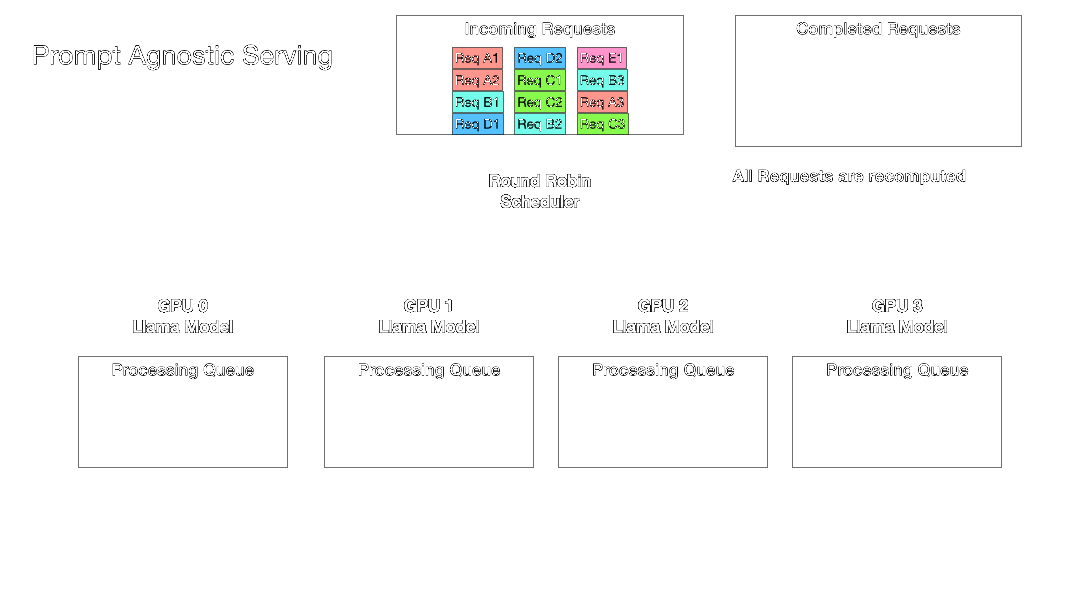 Prompt Agnostic Serving
Incoming Requests
Req A1 Req D2 Req E1
Req A2 Req C1 Req B3
Req B1 Req C2 Req A3
Req D1 Req B2 Req C3
Completed Requests
Round Robin
Scheduler
All Requests are recomputed
GPU 0
Llama Model
Processing Queue
GPU 1
Llama Model
Processing Queue
GPU 2
Llama Model
Processing Queue
GPU 3
Llama Model
Processing Queue